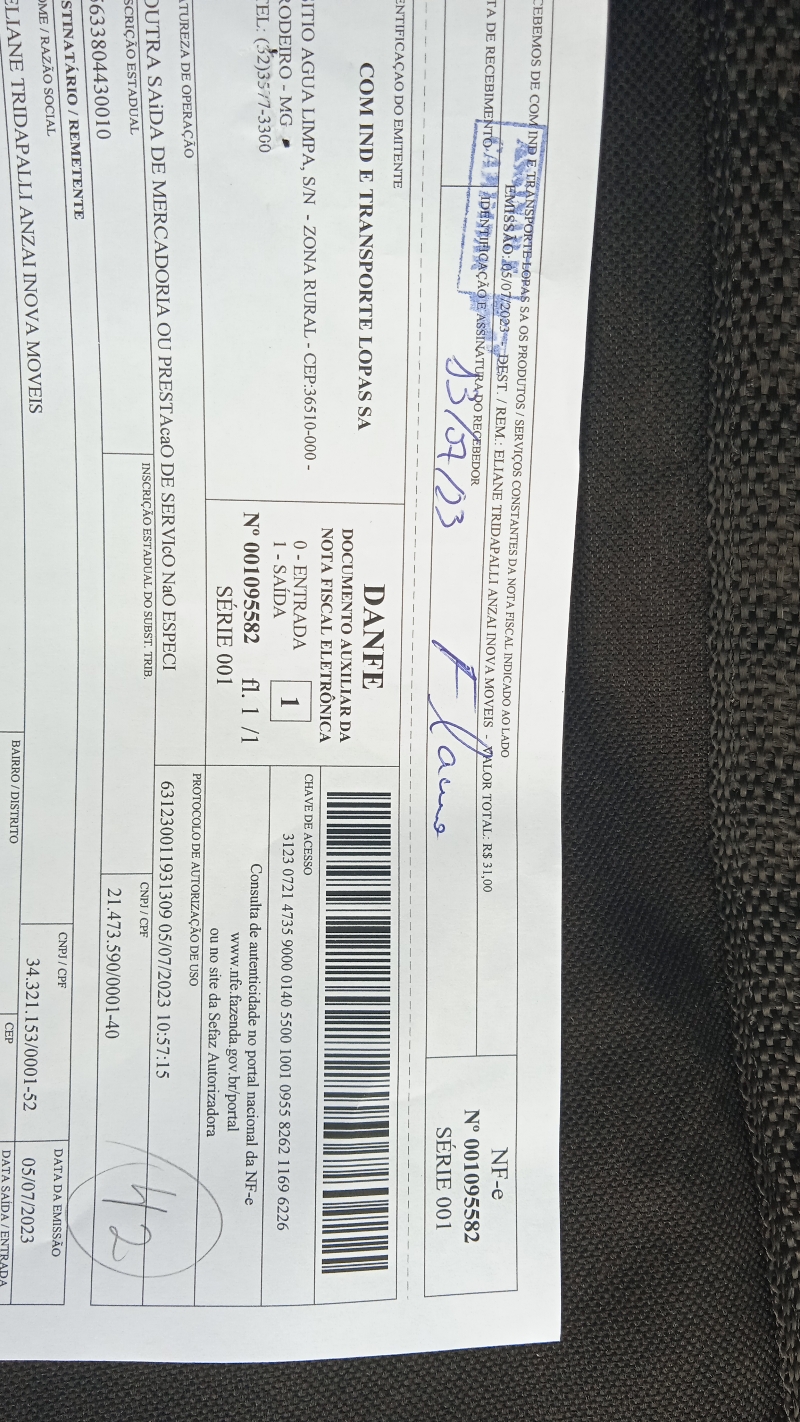 CEBEMOS DE COM IND E TRANSPORTE LOPAS SA OS PRODUTOS / SERVIÇOS CONSTANTES DA NOTA FISCAL INDICADO AO LADO
EMISSÃO: 05/07/2023 - DEST. / REM.: ELIANE TRIDAPALLI ANZAI INOVA MOVEIS - VALOR TOTAL: R$ 31,00
TA DE RECEBIMENTO
IDENTIFICAÇÃO E ASSINATURA DO RECEBEDOR
13/07/23
NF-e
Nº 001095582
SÉRIE 001
ENTIFICAÇAO DO EMITENTE
COM IND E TRANSPORTE LOPAS SA
SITIO AGUA LIMPA, S/N - ZONA RURAL - CEP:36510-000 -
RODEIRO - MG
CEL: (32)3577-3300
DANFE
DOCUMENTO AUXILIAR DA
NOTA FISCAL ELETRÔNICA
0 - ENTRADA
1 - SAÍDA
1
Nº 001095582 fl. 1 /1
SÉRIE 001
CHAVE DE ACESSO
3123 0721 4735 9000 0140 5500 1001 0955 8262 1169 6226
Consulta de autenticidade no portal nacional da NF-e
www.nfe.fazenda.gov.br/portal
ou no site da Sefaz Autorizadora
ATUREZA DE OPERAÇÃO
OUTRA SAíDA DE MERCADORIA OU PRESTAcaO DE SERVIcO NaO ESPECI
PROTOCOLO DE AUTORIZAÇÃO DE USO
631230011931309 05/07/2023 10:57:15
SCRIÇÃO ESTADUAL
5633804430010
INSCRIÇÃO ESTADUAL DO SUBST. TRIB.
CNPJ / CPF
21.473.590/0001-40
42
STINATÁRIO / REMETENTE
OME / RAZÃO SOCIAL
ELIANE TRIDAPALLI ANZAI INOVA MOVEIS
CNPJ / CPF
34.321.153/0001-52
DATA DA EMISSÃO
05/07/2023
BAIRRO / DISTRITO
CEP
DATA SAÍDA / ENTRADA